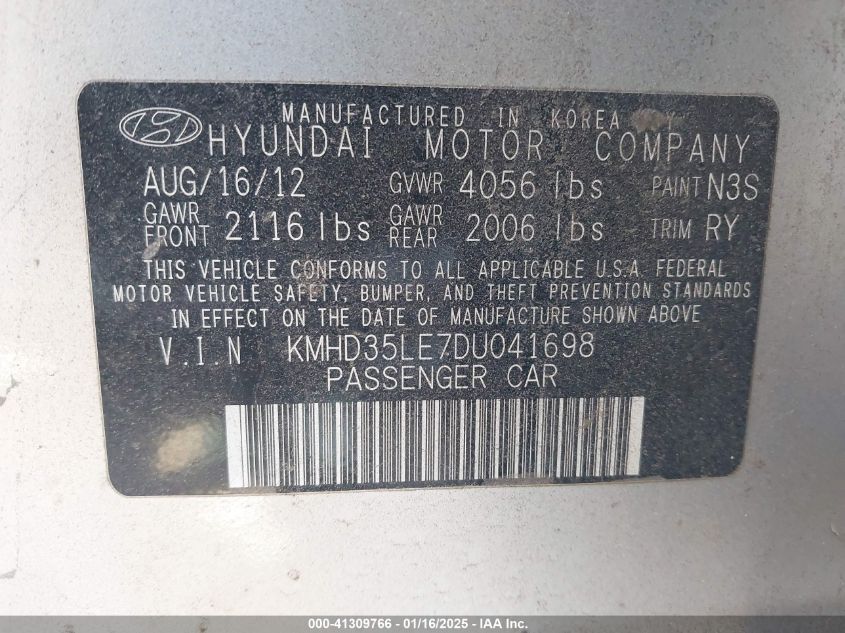 MANUFACTURED IN KOREA
HYUNDAI MOTOR COMPANY
AUG/16/12 GVWR 4056 lbs PAINT N3S
GAWR FRONT 2116 lbs GAWR REAR 2006 lbs TRIM RY
THIS VEHICLE CONFORMS TO ALL APPLICABLE U.S.A. FEDERAL
MOTOR VEHICLE SAFETY, BUMPER, AND THEFT PREVENTION STANDARDS
IN EFFECT ON THE DATE OF MANUFACTURE SHOWN ABOVE
V.I.N KMHD35LE7DU041698
PASSENGER CAR
000-41309766 - 01/16/2025 - IAA Inc.